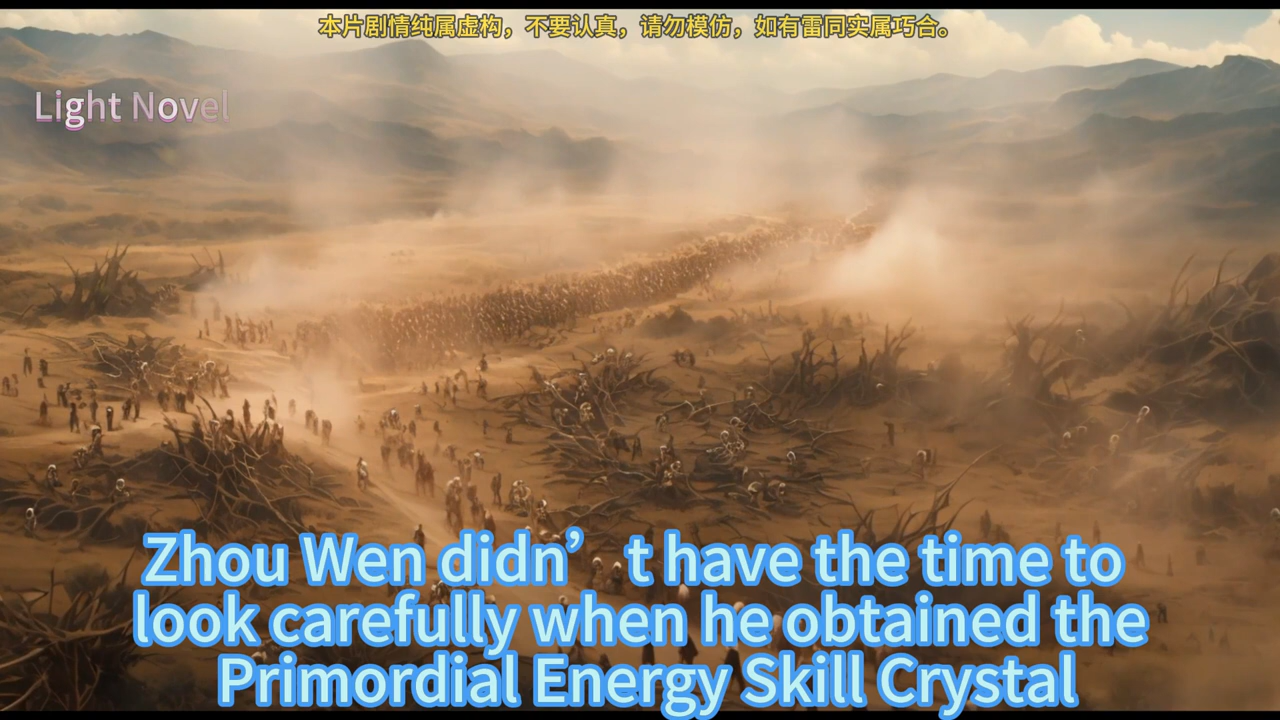 本片剧情纯属虚构，不要认真，请勿模仿，如有雷同实属巧合。
Light Novel
Zhou Wen didn’t have the time to
look carefully when he obtained the
Primordial Energy Skill Crystal